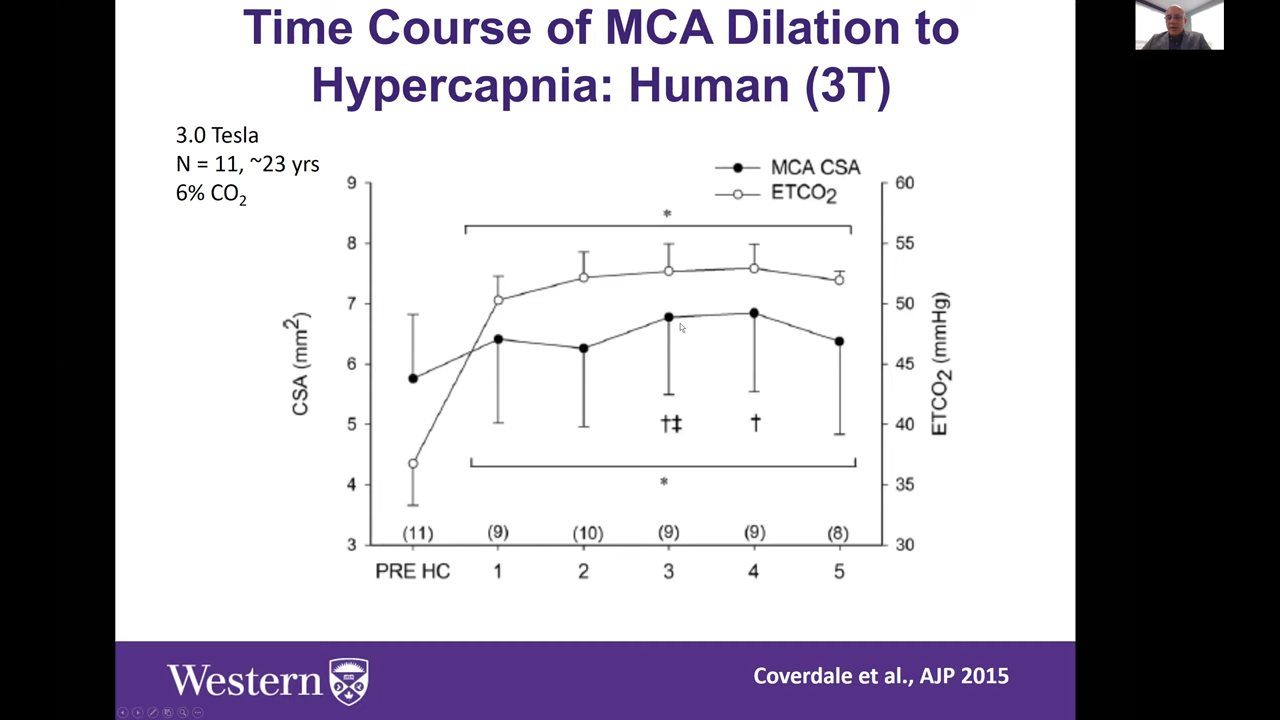 Time Course of MCA Dilation to
Hypercapnia: Human (3T)
3.0 Tesla
N = 11, ~23 yrs
6% CO₂
MCA CSA
ETCO₂
9
8
7
6
5
4
3
CSA (mm²)
60
55
50
45
40
35
30
ETCO₂ (mmHg)
*
†‡
†
*
(11)
(9)
(10)
(9)
(9)
(8)
PRE HC
1
2
3
4
5
Western
Coverdale et al., AJP 2015